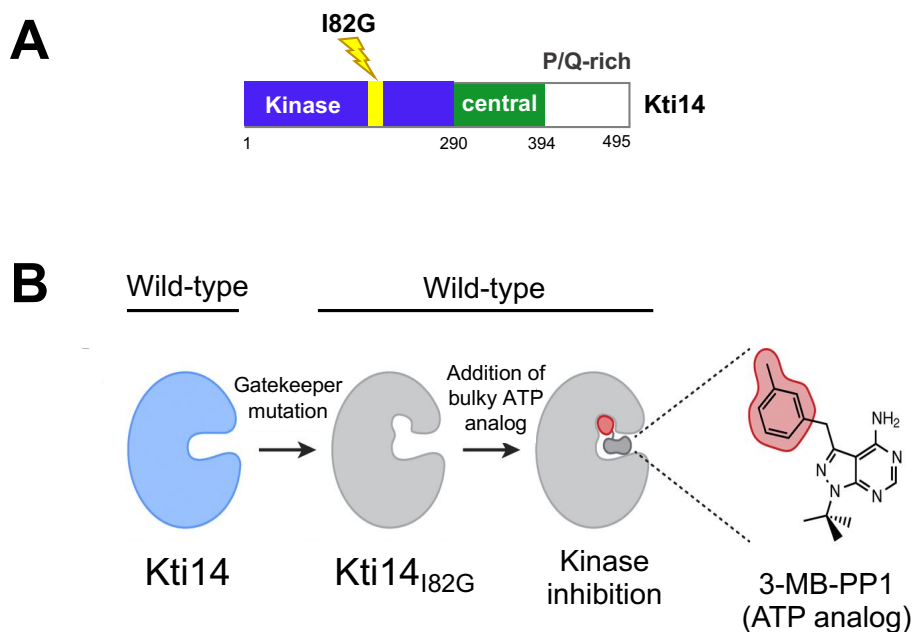 A
I82G
P/Q-rich
Kinase
central
Kti14
1
290
394
495
B
Wild-type
Wild-type
Gatekeeper
mutation
Addition of
bulky ATP
analog
NH₂
N
N
N
N
Kti14
Kti14I82G
Kinase
inhibition
3-MB-PP1
(ATP analog)